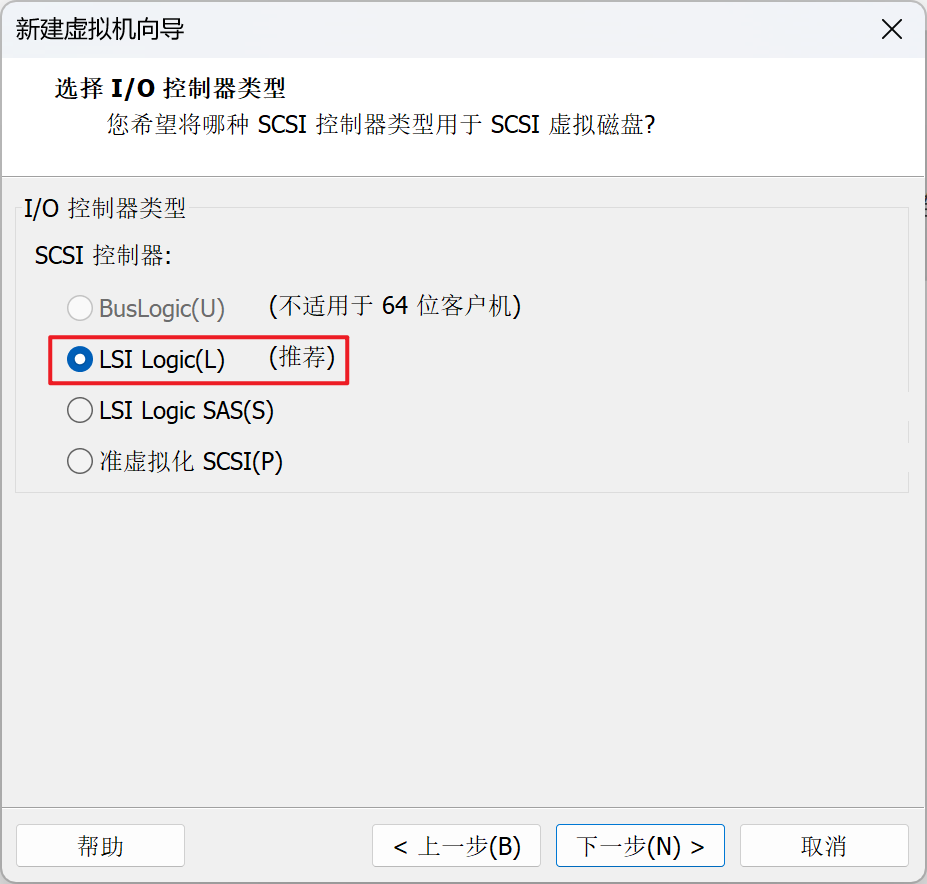 新建虚拟机向导
选择 I/O 控制器类型
您希望将哪种 SCSI 控制器类型用于 SCSI 虚拟磁盘?
I/O 控制器类型
SCSI 控制器:
BusLogic(U) (不适用于 64 位客户机)
LSI Logic(L) (推荐)
LSI Logic SAS(S)
准虚拟化 SCSI(P)
帮助 < 上一步(B) 下一步(N) > 取消